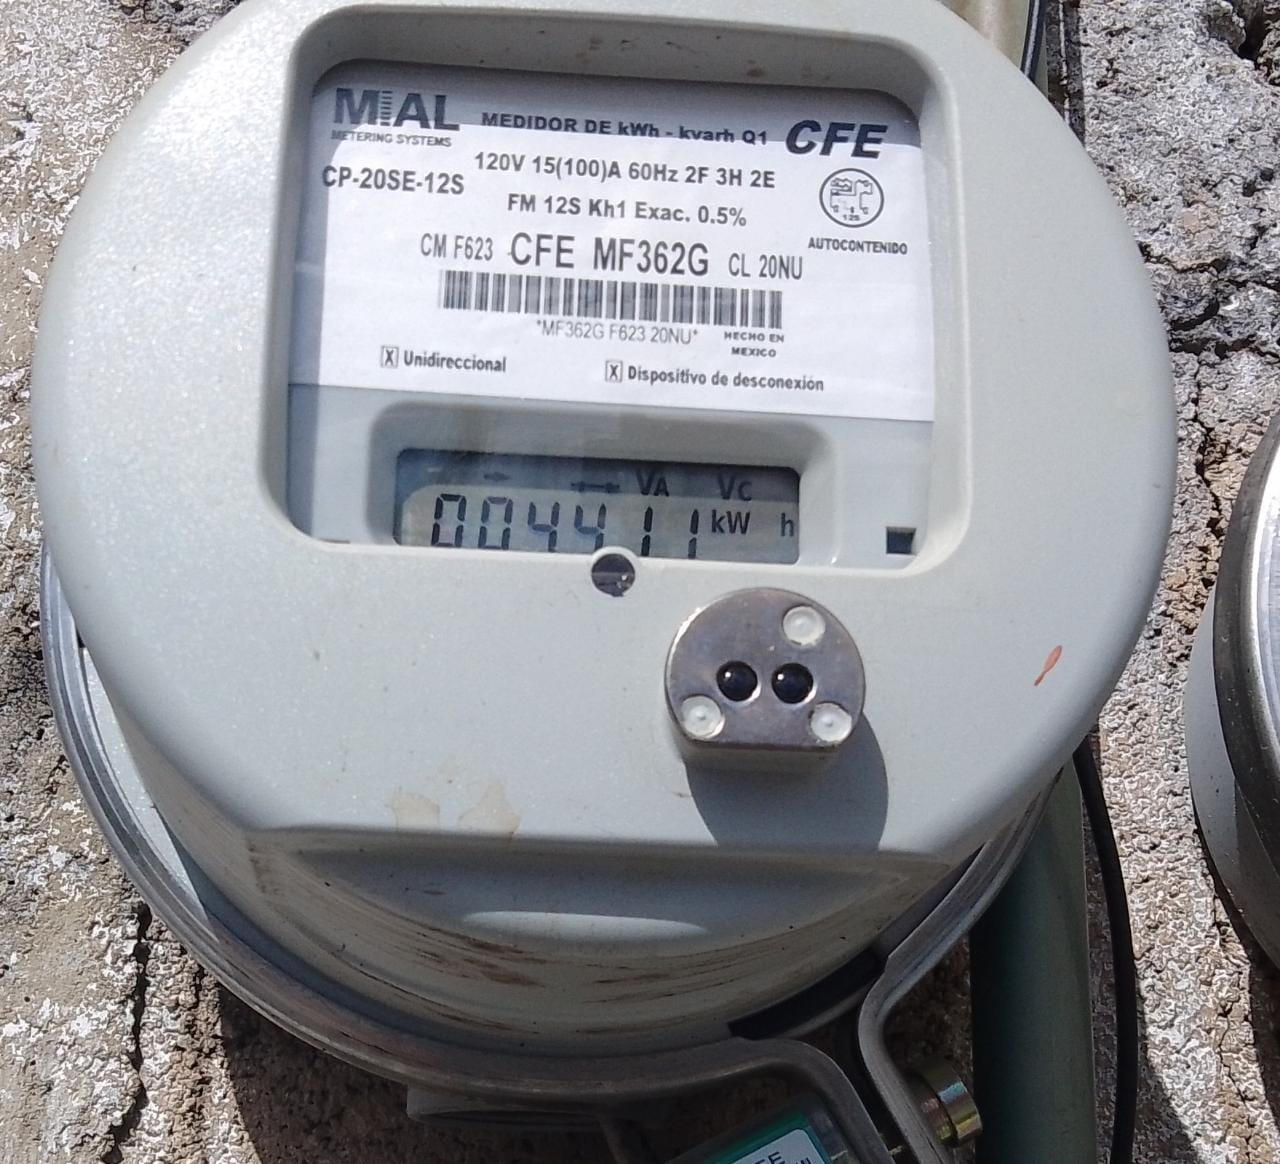 MIAL
METERING SYSTEMS
MEDIDOR DE kWh - kvarh Q1
CFE
CP-20SE-12S
120V 15(100)A 60Hz 2F 3H 2E
FM 12S Kh1 Exac. 0.5%
12S
AUTOCONTENIDO
CM F623 CFE MF362G CL 20NU
*MF362G F623 20NU*
HECHO EN
MEXICO
X Unidireccional
X Dispositivo de desconexión
VA VC
004411 kW h